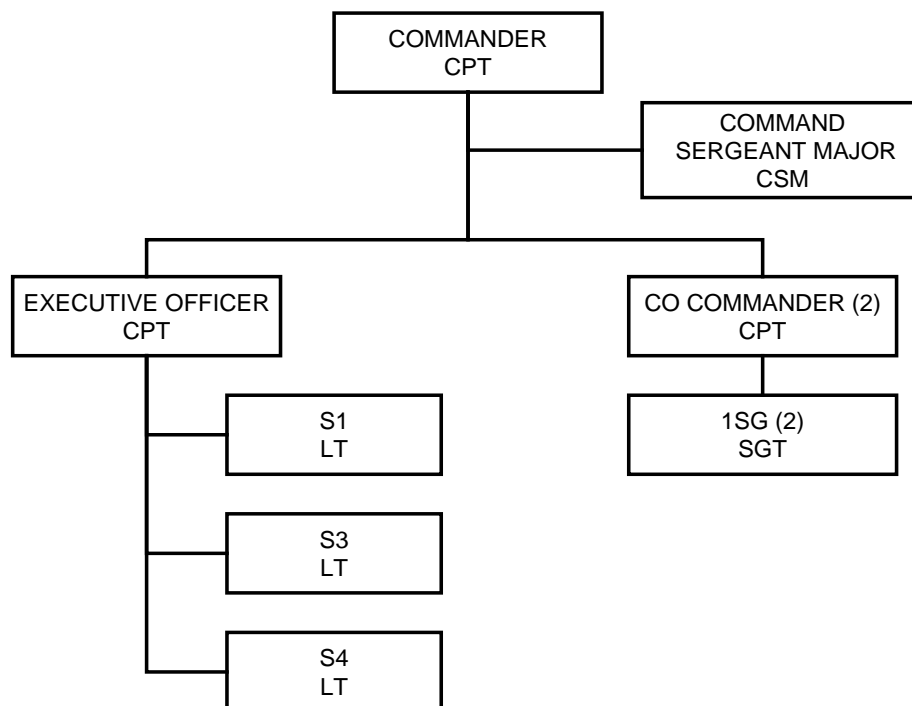 COMMANDER
CPT
COMMAND
SERGEANT MAJOR
CSM
EXECUTIVE OFFICER
CPT
CO COMMANDER (2)
CPT
S1
LT
1SG (2)
SGT
S3
LT
S4
LT